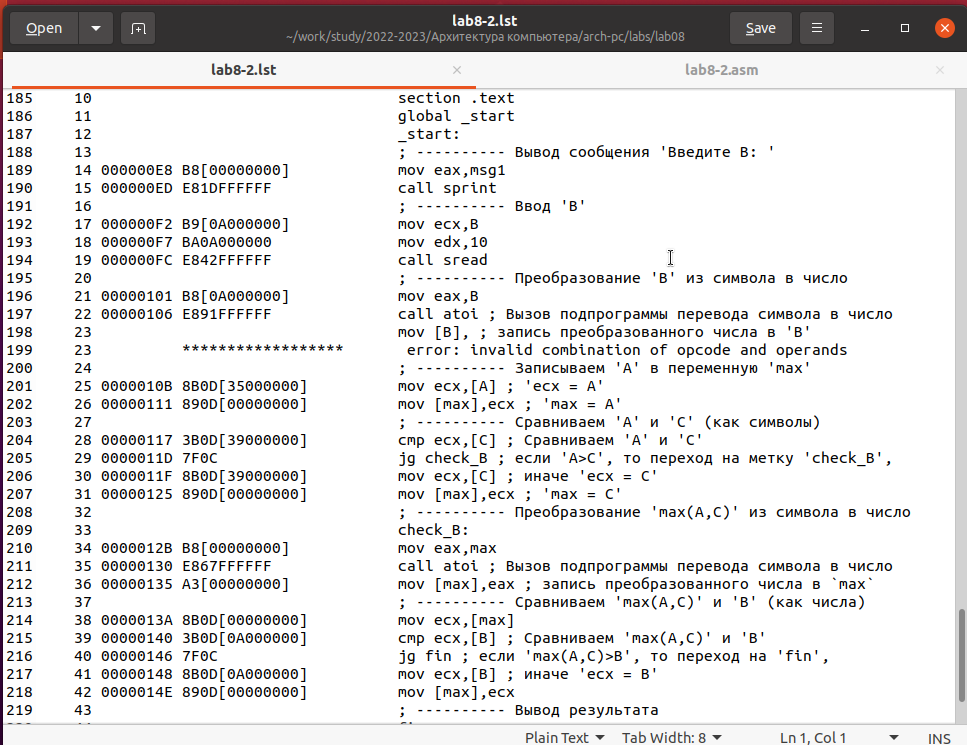 Open
lab8-2.lst
~/work/study/2022-2023/Архитектура компьютера/arch-pc/labs/lab08
Save
lab8-2.lst
lab8-2.asm
185 10 section .text
186 11 global _start
187 12 _start:
188 13 ; ---------- Вывод сообщения 'Введите B: '
189 14 000000E8 B8[00000000] mov eax,msg1
190 15 000000ED E81DFFFFFF call sprint
191 16 ; ---------- Ввод 'B'
192 17 000000F2 B9[0A000000] mov ecx,B
193 18 000000F7 BA0A000000 mov edx,10
194 19 000000FC E842FFFFFF call sread
195 20 ; ---------- Преобразование 'B' из символа в число
196 21 00000101 B8[0A000000] mov eax,B
197 22 00000106 E891FFFFFF call atoi ; Вызов подпрограммы перевода символа в число
198 23 mov [B], ; запись преобразованного числа в 'B'
199 23 ****************** error: invalid combination of opcode and operands
200 24 ; ---------- Записываем 'A' в переменную 'max'
201 25 0000010B 8B0D[35000000] mov ecx,[A] ; 'ecx = A'
202 26 00000111 890D[00000000] mov [max],ecx ; 'max = A'
203 27 ; ---------- Сравниваем 'A' и 'C' (как символы)
204 28 00000117 3B0D[39000000] cmp ecx,[C] ; Сравниваем 'A' и 'C'
205 29 0000011D 7F0C jg check_B ; если 'A>C', то переход на метку 'check_B',
206 30 0000011F 8B0D[39000000] mov ecx,[C] ; иначе 'ecx = C'
207 31 00000125 890D[00000000] mov [max],ecx ; 'max = C'
208 32 ; ---------- Преобразование 'max(A,C)' из символа в число
209 33 check_B:
210 34 0000012B B8[00000000] mov eax,max
211 35 00000130 E867FFFFFF call atoi ; Вызов подпрограммы перевода символа в число
212 36 00000135 A3[00000000] mov [max],eax ; запись преобразованного числа в `max`
213 37 ; ---------- Сравниваем 'max(A,C)' и 'B' (как числа)
214 38 0000013A 8B0D[00000000] mov ecx,[max]
215 39 00000140 3B0D[0A000000] cmp ecx,[B] ; Сравниваем 'max(A,C)' и 'B'
216 40 00000146 7F0C jg fin ; если 'max(A,C)>B', то переход на 'fin',
217 41 00000148 8B0D[0A000000] mov ecx,[B] ; иначе 'ecx = B'
218 42 0000014E 890D[00000000] mov [max],ecx
219 43 ; ---------- Вывод результата
Plain Text
Tab Width: 8
Ln 1, Col 1
INS